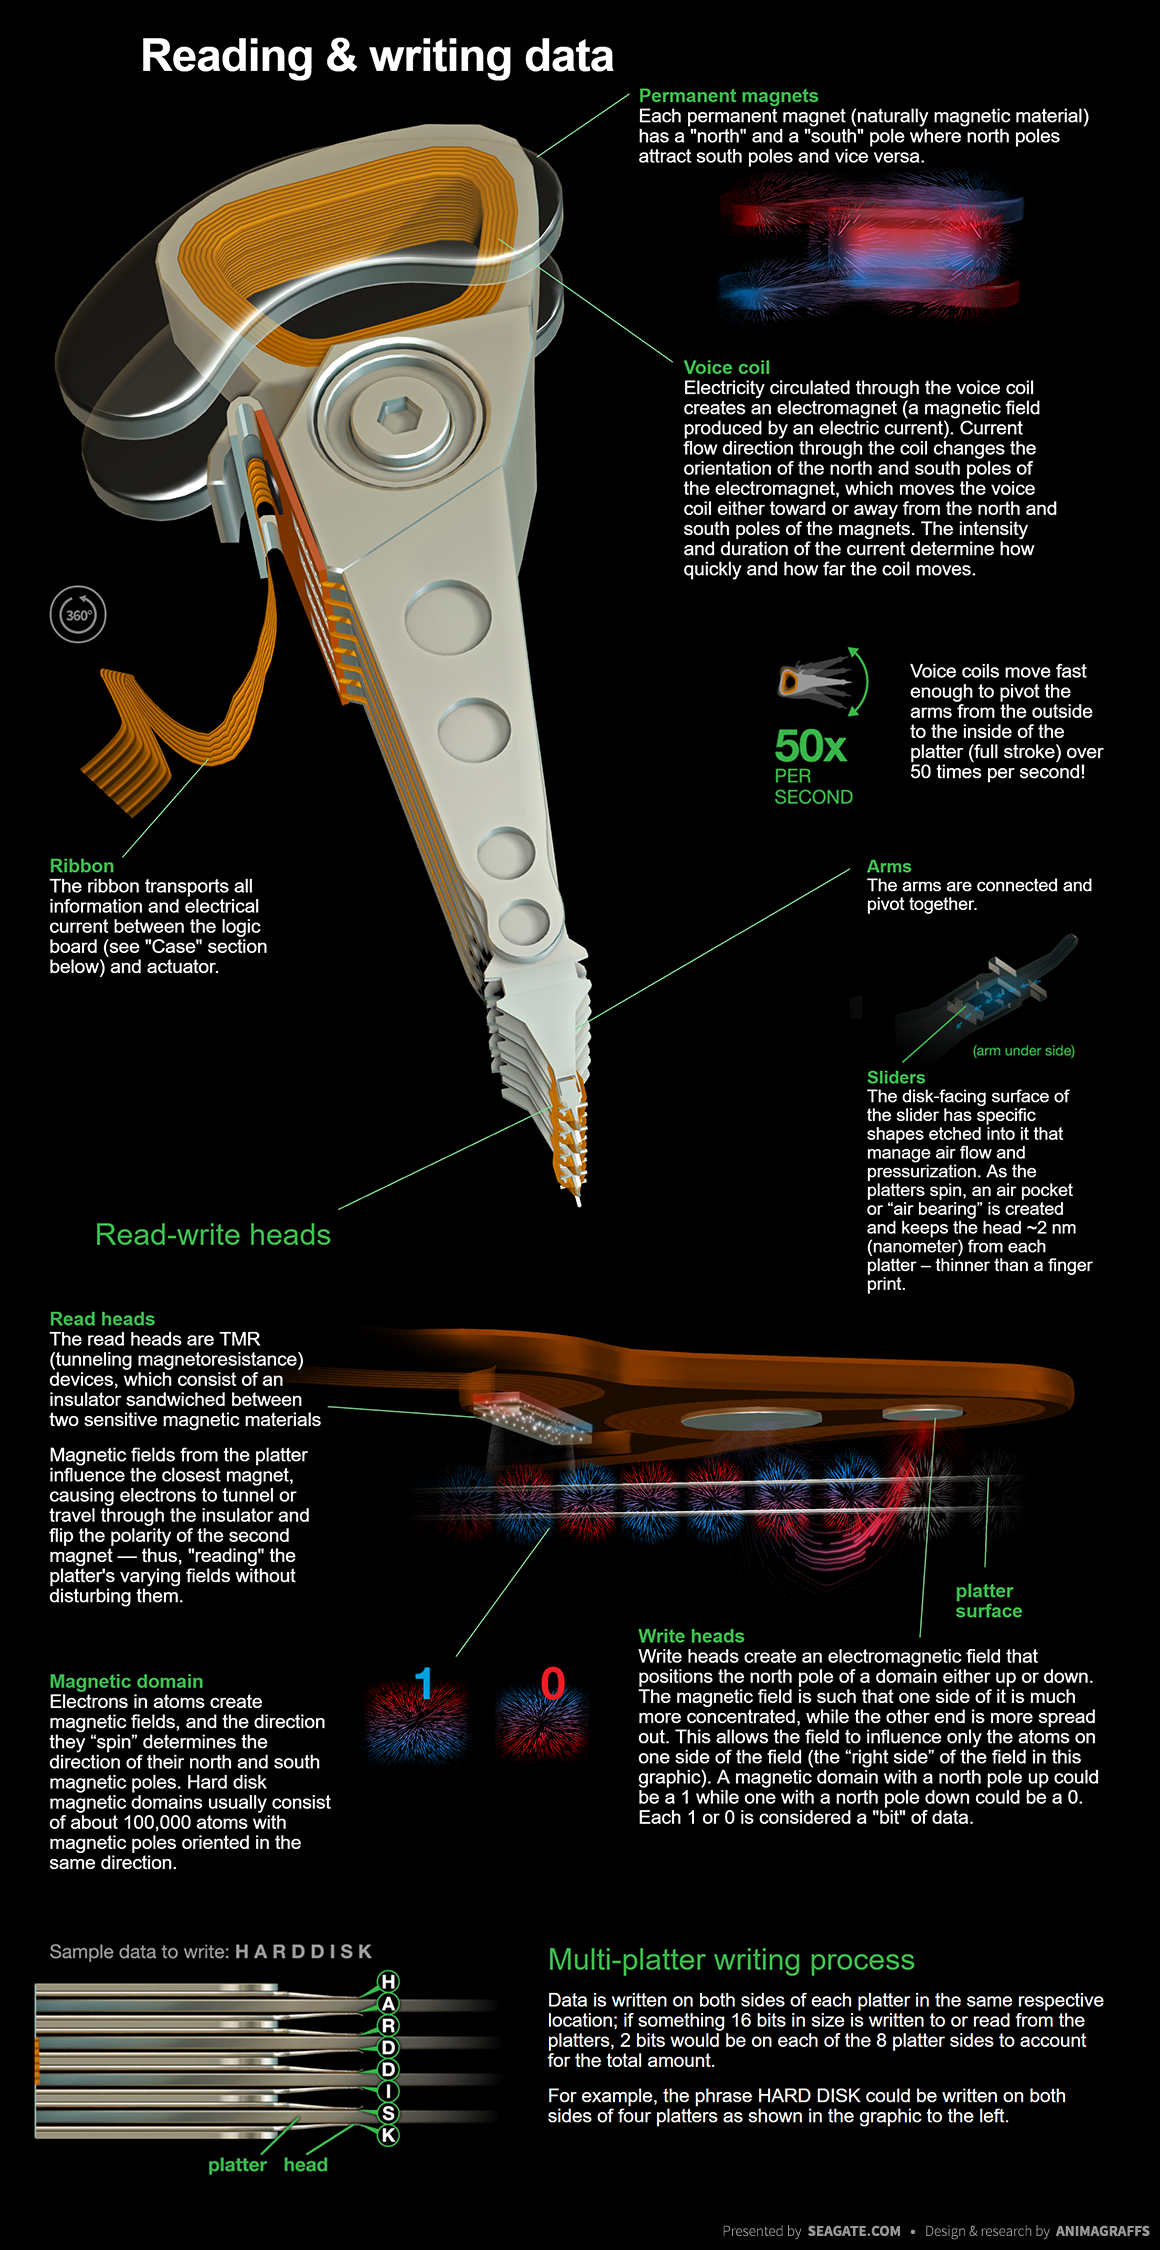 Reading & writing data
Permanent magnets
Each permanent magnet (naturally magnetic material)
has a "north" and a "south" pole where north poles
attract south poles and vice versa.
Voice coil
Electricity circulated through the voice coil
creates an electromagnet (a magnetic field
produced by an electric current). Current
flow direction through the coil changes the
orientation of the north and south poles of
the electromagnet, which moves the voice
coil either toward or away from the north and
south poles of the magnets. The intensity
and duration of the current determine how
quickly and how far the coil moves.
360°
50x
PER
SECOND
Voice coils move fast
enough to pivot the
arms from the outside
to the inside of the
platter (full stroke) over
50 times per second!
Ribbon
The ribbon transports all
information and electrical
current between the logic
board (see "Case" section
below) and actuator.
Arms
The arms are connected and
pivot together.
(arm under side)
Sliders
The disk-facing surface of
the slider has specific
shapes etched into it that
manage air flow and
pressurization. As the
platters spin, an air pocket
or “air bearing” is created
and keeps the head ~2 nm
(nanometer) from each
platter – thinner than a finger
print.
Read-write heads
Read heads
The read heads are TMR
(tunneling magnetoresistance)
devices, which consist of an
insulator sandwiched between
two sensitive magnetic materials
Magnetic fields from the platter
influence the closest magnet,
causing electrons to tunnel or
travel through the insulator and
flip the polarity of the second
magnet — thus, "reading" the
platter's varying fields without
disturbing them.
platter
surface
Write heads
Write heads create an electromagnetic field that
positions the north pole of a domain either up or down.
The magnetic field is such that one side of it is much
more concentrated, while the other end is more spread
out. This allows the field to influence only the atoms on
one side of the field (the “right side” of the field in this
graphic). A magnetic domain with a north pole up could
be a 1 while one with a north pole down could be a 0.
Each 1 or 0 is considered a "bit" of data.
Magnetic domain
Electrons in atoms create
magnetic fields, and the direction
they “spin” determines the
direction of their north and south
magnetic poles. Hard disk
magnetic domains usually consist
of about 100,000 atoms with
magnetic poles oriented in the
same direction.
1 0
Sample data to write: H A R D D I S K
H
A
R
D
D
I
S
K
platter head
Multi-platter writing process
Data is written on both sides of each platter in the same respective
location; if something 16 bits in size is written to or read from the
platters, 2 bits would be on each of the 8 platter sides to account
for the total amount.
For example, the phrase HARD DISK could be written on both
sides of four platters as shown in the graphic to the left.
Presented by SEAGATE.COM • Design & research by ANIMAGRAFFS